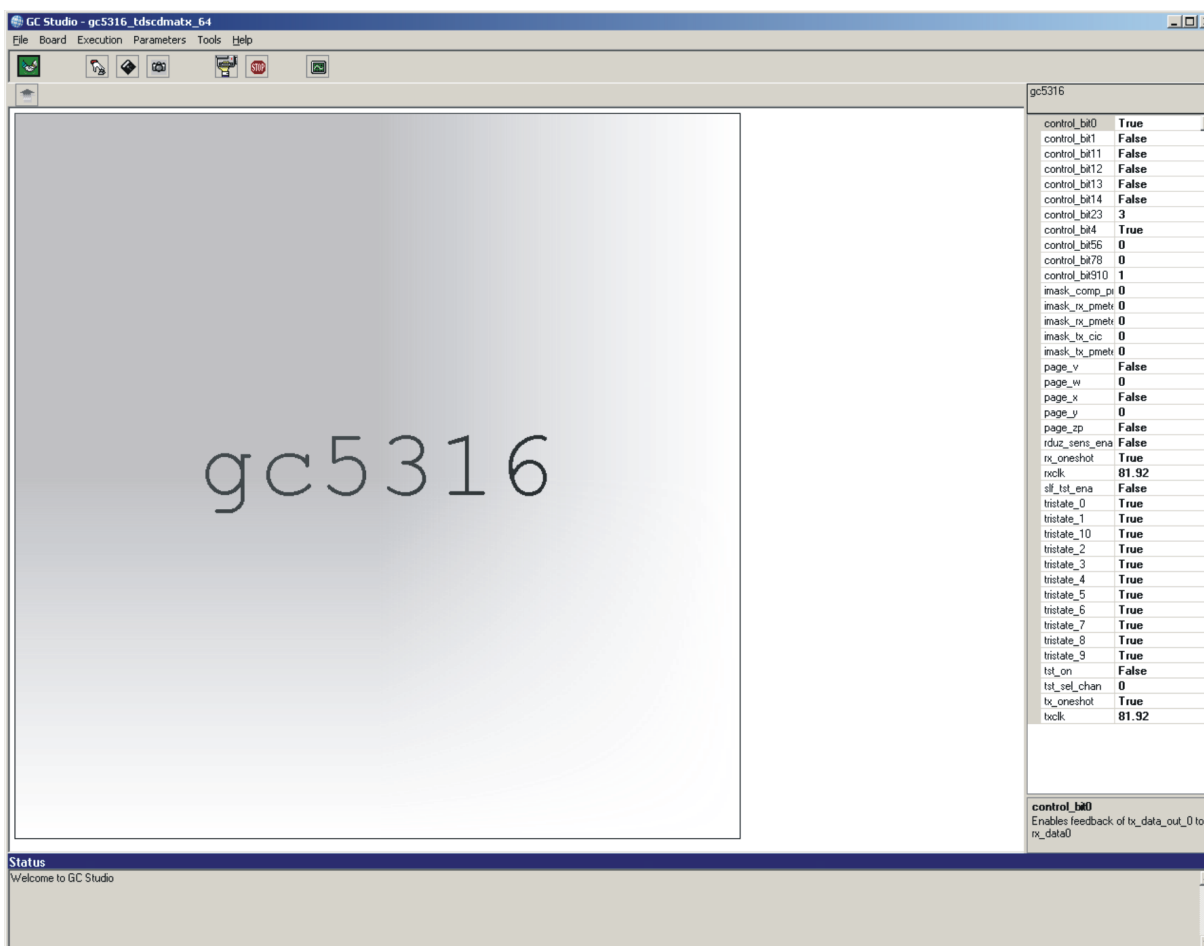 GC Studio - gc5316_tdscdmatx_64
File Board Execution Parameters Tools Help
STOP
gc5316
control_bit0 True
control_bit1 False
control_bit11 False
control_bit12 False
control_bit13 False
control_bit14 False
control_bit23 3
control_bit4 True
control_bit56 0
control_bit78 0
control_bit910 1
imask_comp_p 0
imask_rx_pmete 0
imask_rx_pmete 0
imask_tx_cic 0
imask_tx_pmete 0
page_v False
page_w 0
page_x False
page_y 0
page_zp False
rduz_sens_ena False
rx_oneshot True
rxclk 81.92
slf_tst_ena False
tristate_0 True
tristate_1 True
tristate_10 True
tristate_2 True
tristate_3 True
tristate_4 True
tristate_5 True
tristate_6 True
tristate_7 True
tristate_8 True
tristate_9 True
tst_on False
tst_sel_chan 0
tx_oneshot True
txclk 81.92
gc5316
control_bit0
Enables feedback of tx_data_out_0 to
rx_data0
Status
Welcome to GC Studio